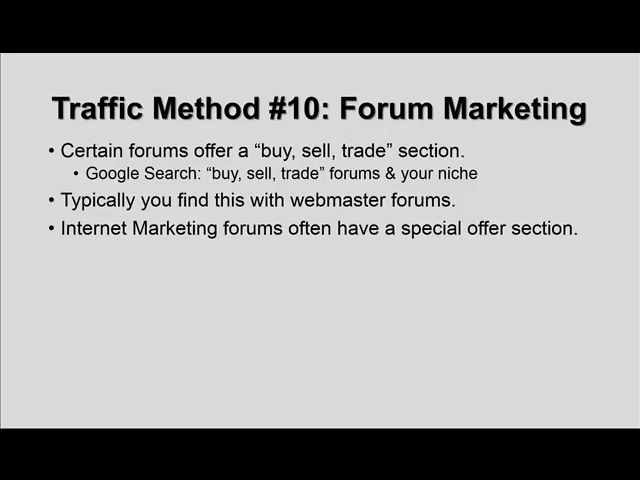 Traffic Method #10: Forum Marketing
• Certain forums offer a “buy, sell, trade” section.
• Google Search: “buy, sell, trade” forums & your niche
• Typically you find this with webmaster forums.
• Internet Marketing forums often have a special offer section.